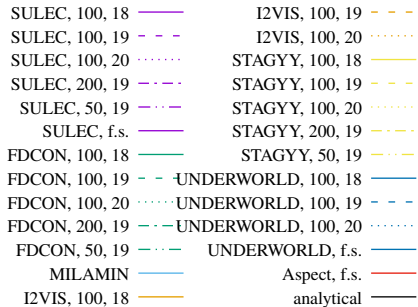 SULEC, 100, 18
SULEC, 100, 19
SULEC, 100, 20
SULEC, 200, 19
SULEC, 50, 19
SULEC, f.s.
FDCON, 100, 18
FDCON, 100, 19
FDCON, 100, 20
FDCON, 200, 19
FDCON, 50, 19
MILAMIN
I2VIS, 100, 18
I2VIS, 100, 19
I2VIS, 100, 20
STAGYY, 100, 18
STAGYY, 100, 19
STAGYY, 100, 20
STAGYY, 200, 19
STAGYY, 50, 19
UNDERWORLD, 100, 18
UNDERWORLD, 100, 19
UNDERWORLD, 100, 20
UNDERWORLD, f.s.
Aspect, f.s.
analytical